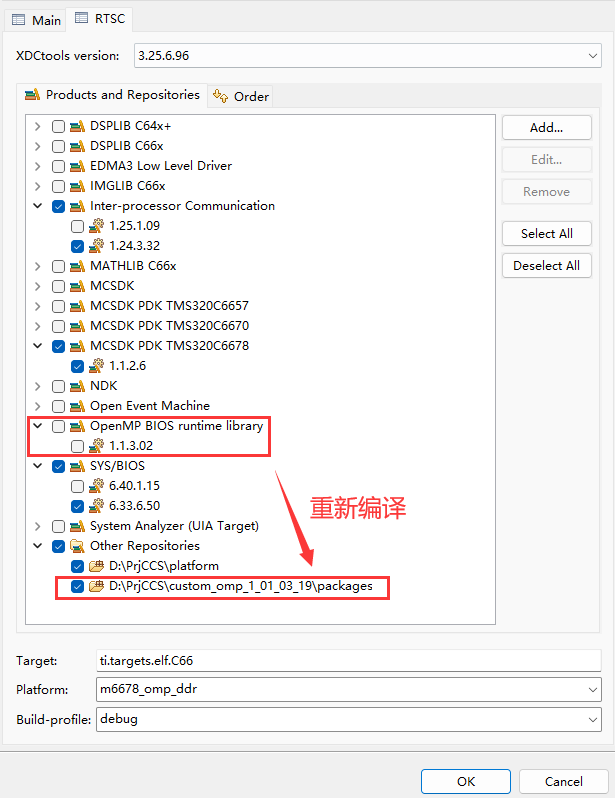 Main
RTSC
XDCtools version:
3.25.6.96
Products and Repositories
Order
DSPLIB C64x+
DSPLIB C66x
EDMA3 Low Level Driver
IMGLIB C66x
Inter-processor Communication
1.25.1.09
1.24.3.32
MATHLIB C66x
MCSDK
MCSDK PDK TMS320C6657
MCSDK PDK TMS320C6670
MCSDK PDK TMS320C6678
1.1.2.6
NDK
Open Event Machine
OpenMP BIOS runtime library
1.1.3.02
SYS/BIOS
6.40.1.15
6.33.6.50
System Analyzer (UIA Target)
Other Repositories
D:\PrjCCS\platform
D:\PrjCCS\custom_omp_1_01_03_19\packages
重新编译
Add...
Edit...
Remove
Select All
Deselect All
Target:
ti.targets.elf.C66
Platform:
m6678_omp_ddr
Build-profile:
debug
OK
Cancel